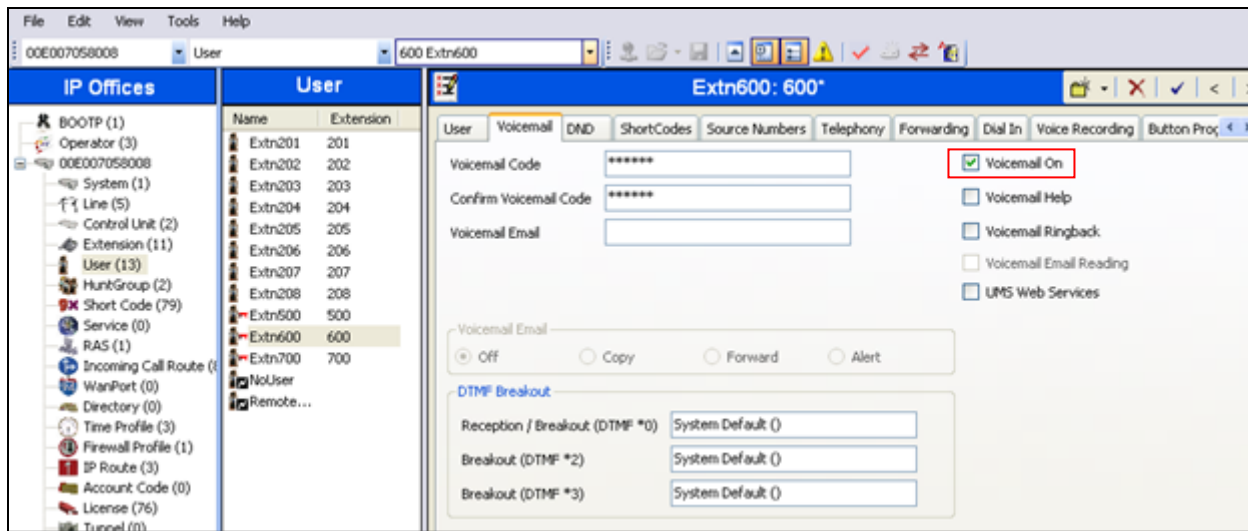 File Edit View Tools Help
00E007058008 User 600 Extn600
IP Offices
BOOTP (1)
Operator (3)
00E007058008
System (1)
Line (5)
Control Unit (2)
Extension (11)
User (13)
HuntGroup (2)
Short Code (79)
Service (0)
RAS (1)
Incoming Call Route (
WanPort (0)
Directory (0)
Time Profile (3)
Firewall Profile (1)
IP Route (3)
Account Code (0)
License (76)
Tunnel (0)
User
Name Extension
Extn201 201
Extn202 202
Extn203 203
Extn204 204
Extn205 205
Extn206 206
Extn207 207
Extn208 208
Extn500 500
Extn600 600
Extn700 700
NoUser
Remote...
Extn600: 600*
User Voicemail DND ShortCodes Source Numbers Telephony Forwarding Dial In Voice Recording Button Prog
Voicemail Code ****** Voicemail On
Confirm Voicemail Code ****** Voicemail Help
Voicemail Email Voicemail Ringback
Voicemail Email Reading
UMS Web Services
Voicemail Email
Off Copy Forward Alert
DTMF Breakout
Reception / Breakout (DTMF *0) System Default ()
Breakout (DTMF *2) System Default ()
Breakout (DTMF *3) System Default ()